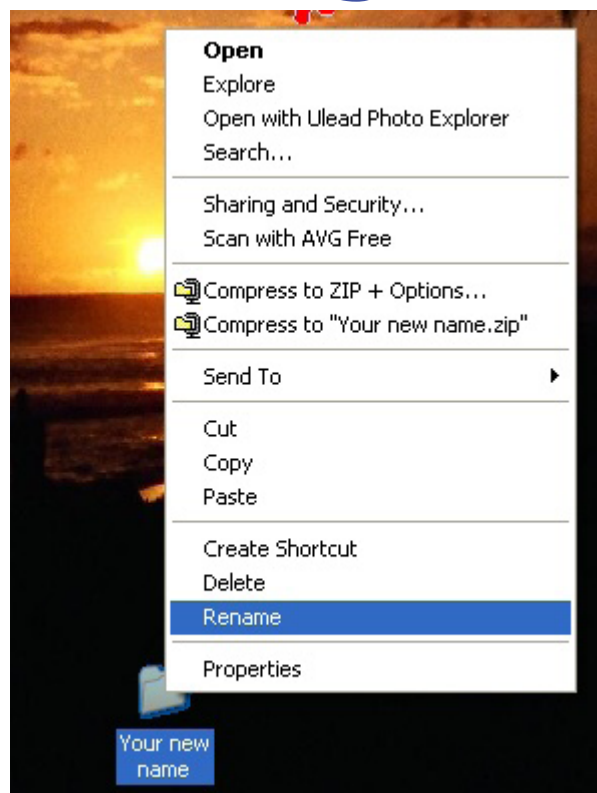 Open
Explore
Open with Ulead Photo Explorer
Search...
Sharing and Security...
Scan with AVG Free
Compress to ZIP + Options...
Compress to "Your new name.zip"
Send To
Cut
Copy
Paste
Create Shortcut
Delete
Rename
Properties
Your new
name